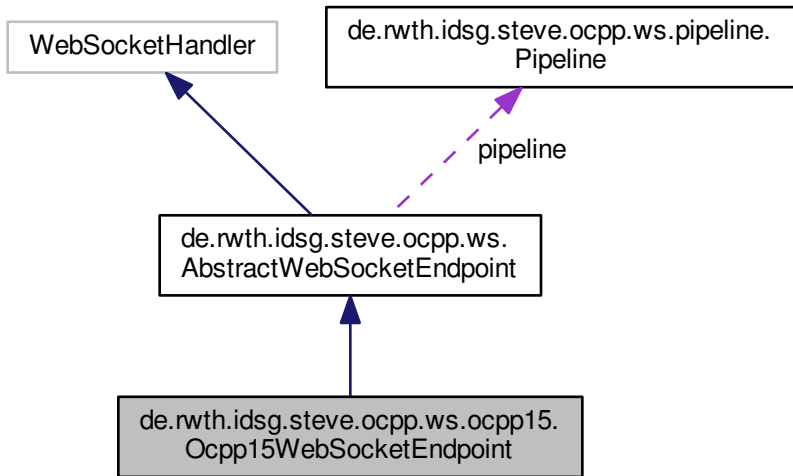 WebSocketHandler
de.rwth.idsg.steve.ocpp.ws.pipeline.
Pipeline
pipeline
de.rwth.idsg.steve.ocpp.ws.
AbstractWebSocketEndpoint
de.rwth.idsg.steve.ocpp.ws.ocpp15.
Ocpp15WebSocketEndpoint